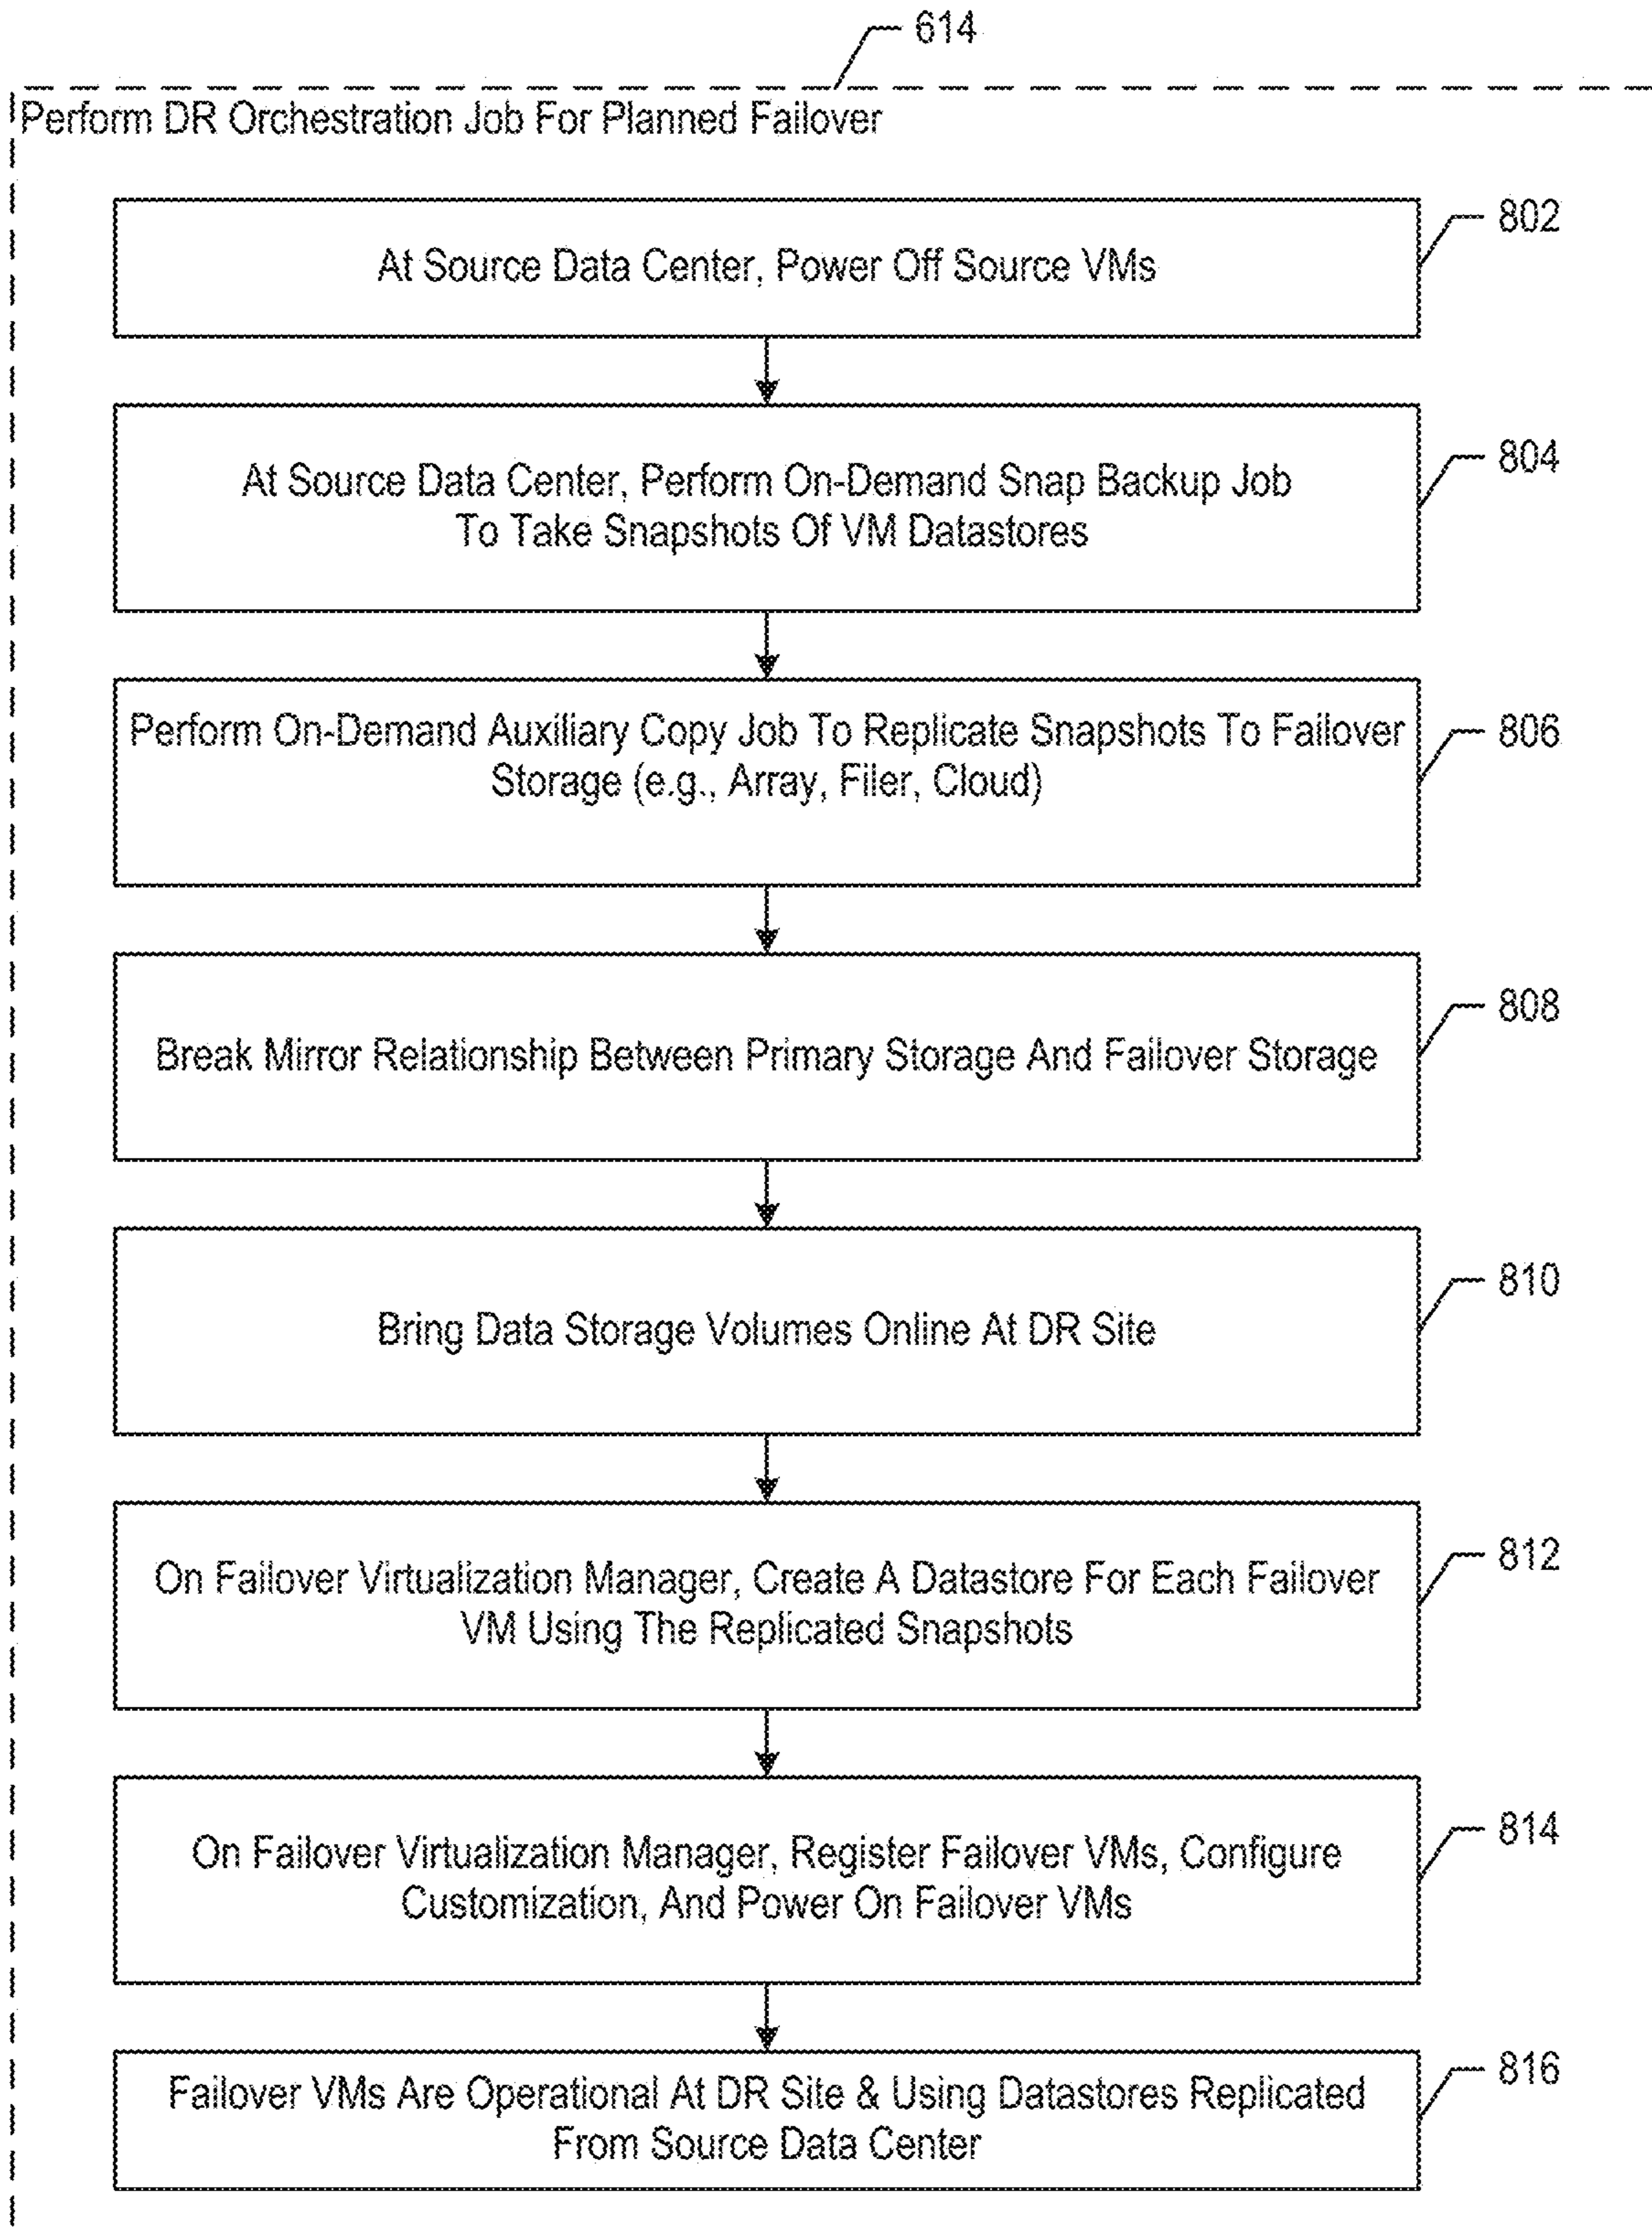 614
Perform DR Orchestration Job For Planned Failover
802
At Source Data Center, Power Off Source VMs
804
At Source Data Center, Perform On-Demand Snap Backup Job
To Take Snapshots Of VM Datastores
806
Perform On-Demand Auxiliary Copy Job To Replicate Snapshots To Failover
Storage (e.g., Array, Filer, Cloud)
808
Break Mirror Relationship Between Primary Storage And Failover Storage
810
Bring Data Storage Volumes Online At DR Site
812
On Failover Virtualization Manager, Create A Datastore For Each Failover
VM Using The Replicated Snapshots
814
On Failover Virtualization Manager, Register Failover VMs, Configure
Customization, And Power On Failover VMs
816
Failover VMs Are Operational At DR Site & Using Datastores Replicated
From Source Data Center